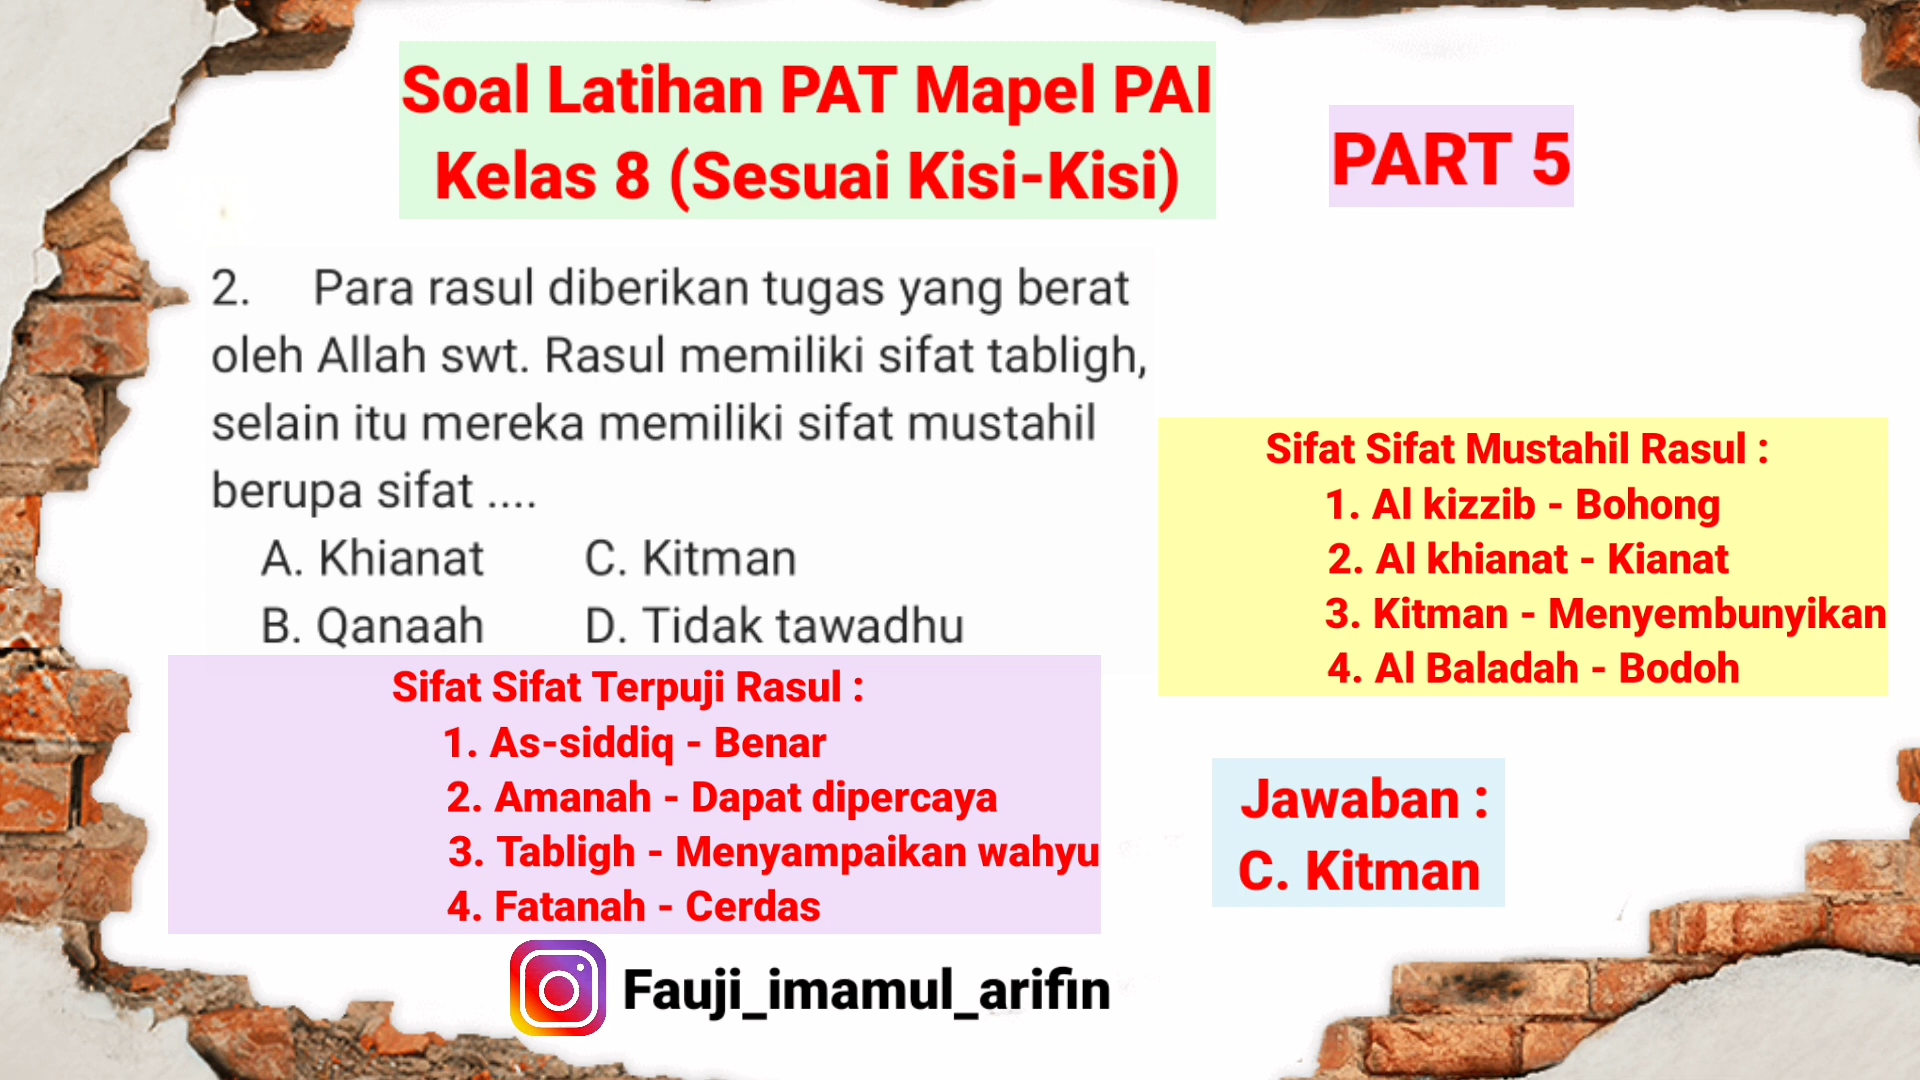 Soal Latihan PAT Mapel PAI
Kelas 8 (Sesuai Kisi-Kisi)
PART 5
2. Para rasul diberikan tugas yang berat
oleh Allah swt. Rasul memiliki sifat tabligh,
selain itu mereka memiliki sifat mustahil
berupa sifat ....
A. Khianat C. Kitman
B. Qanaah D. Tidak tawadhu
Sifat Sifat Mustahil Rasul :
1. Al kizzib - Bohong
2. Al khianat - Kianat
3. Kitman - Menyembunyikan
4. Al Baladah - Bodoh
Sifat Sifat Terpuji Rasul :
1. As-siddiq - Benar
2. Amanah - Dapat dipercaya
3. Tabligh - Menyampaikan wahyu
4. Fatanah - Cerdas
Jawaban :
C. Kitman
Fauji_imamul_arifin